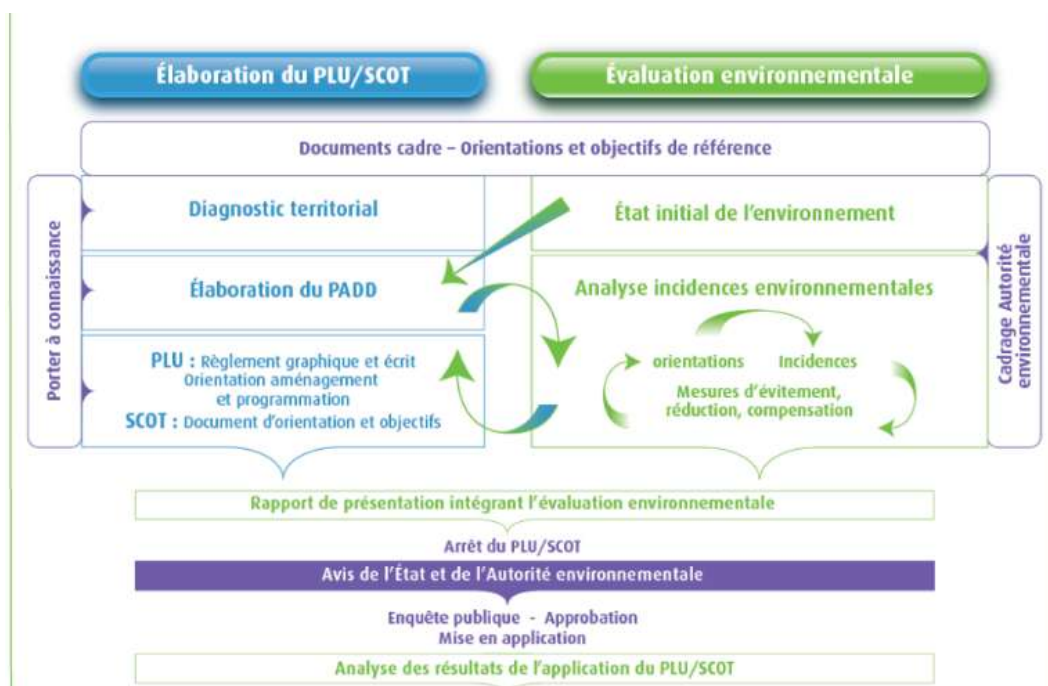 Élaboration du PLU/SCOT
Évaluation environnementale
Documents cadre – Orientations et objectifs de référence
Porter à connaissance
Diagnostic territorial
État initial de l’environnement
Cadrage Autorité
environnementale
Élaboration du PADD
Analyse incidences environnementales
PLU : Règlement graphique et écrit
Orientation aménagement
et programmation
SCOT : Document d’orientation et objectifs
orientations
Incidences
Mesures d’évitement,
réduction, compensation
Rapport de présentation intégrant l’évaluation environnementale
Arrêt du PLU/SCOT
Avis de l’État et de l’Autorité environnementale
Enquête publique - Approbation
Mise en application
Analyse des résultats de l’application du PLU/SCOT